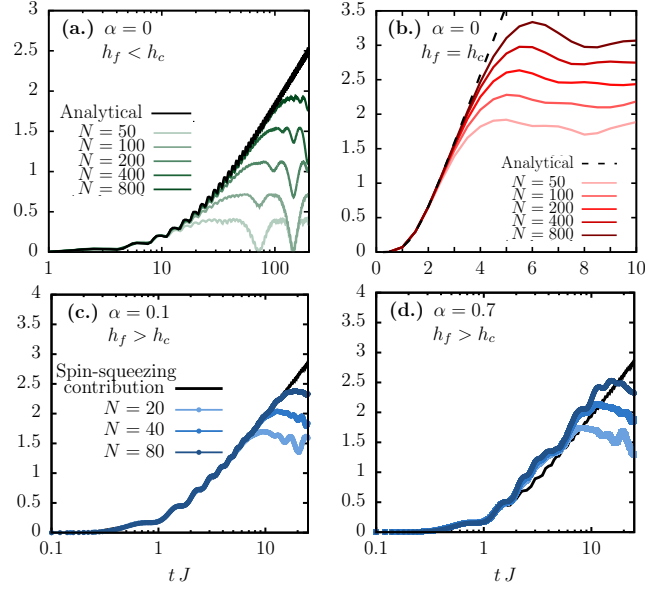 (a.) α = 0
h_f < h_c
Analytical
N = 50
N = 100
N = 200
N = 400
N = 800
0
0.5
1
1.5
2
2.5
3
1
10
100
(b.) α = 0
h_f = h_c
Analytical
N = 50
N = 100
N = 200
N = 400
N = 800
0
0.5
1
1.5
2
2.5
3
3.5
0
2
4
6
8
10
(c.) α = 0.1
h_f > h_c
Spin-squeezing
contribution
N = 20
N = 40
N = 80
0
0.5
1
1.5
2
2.5
3
3.5
4
0.1
1
10
t J
(d.) α = 0.7
h_f > h_c
0
0.5
1
1.5
2
2.5
3
3.5
4
0.1
1
10
t J